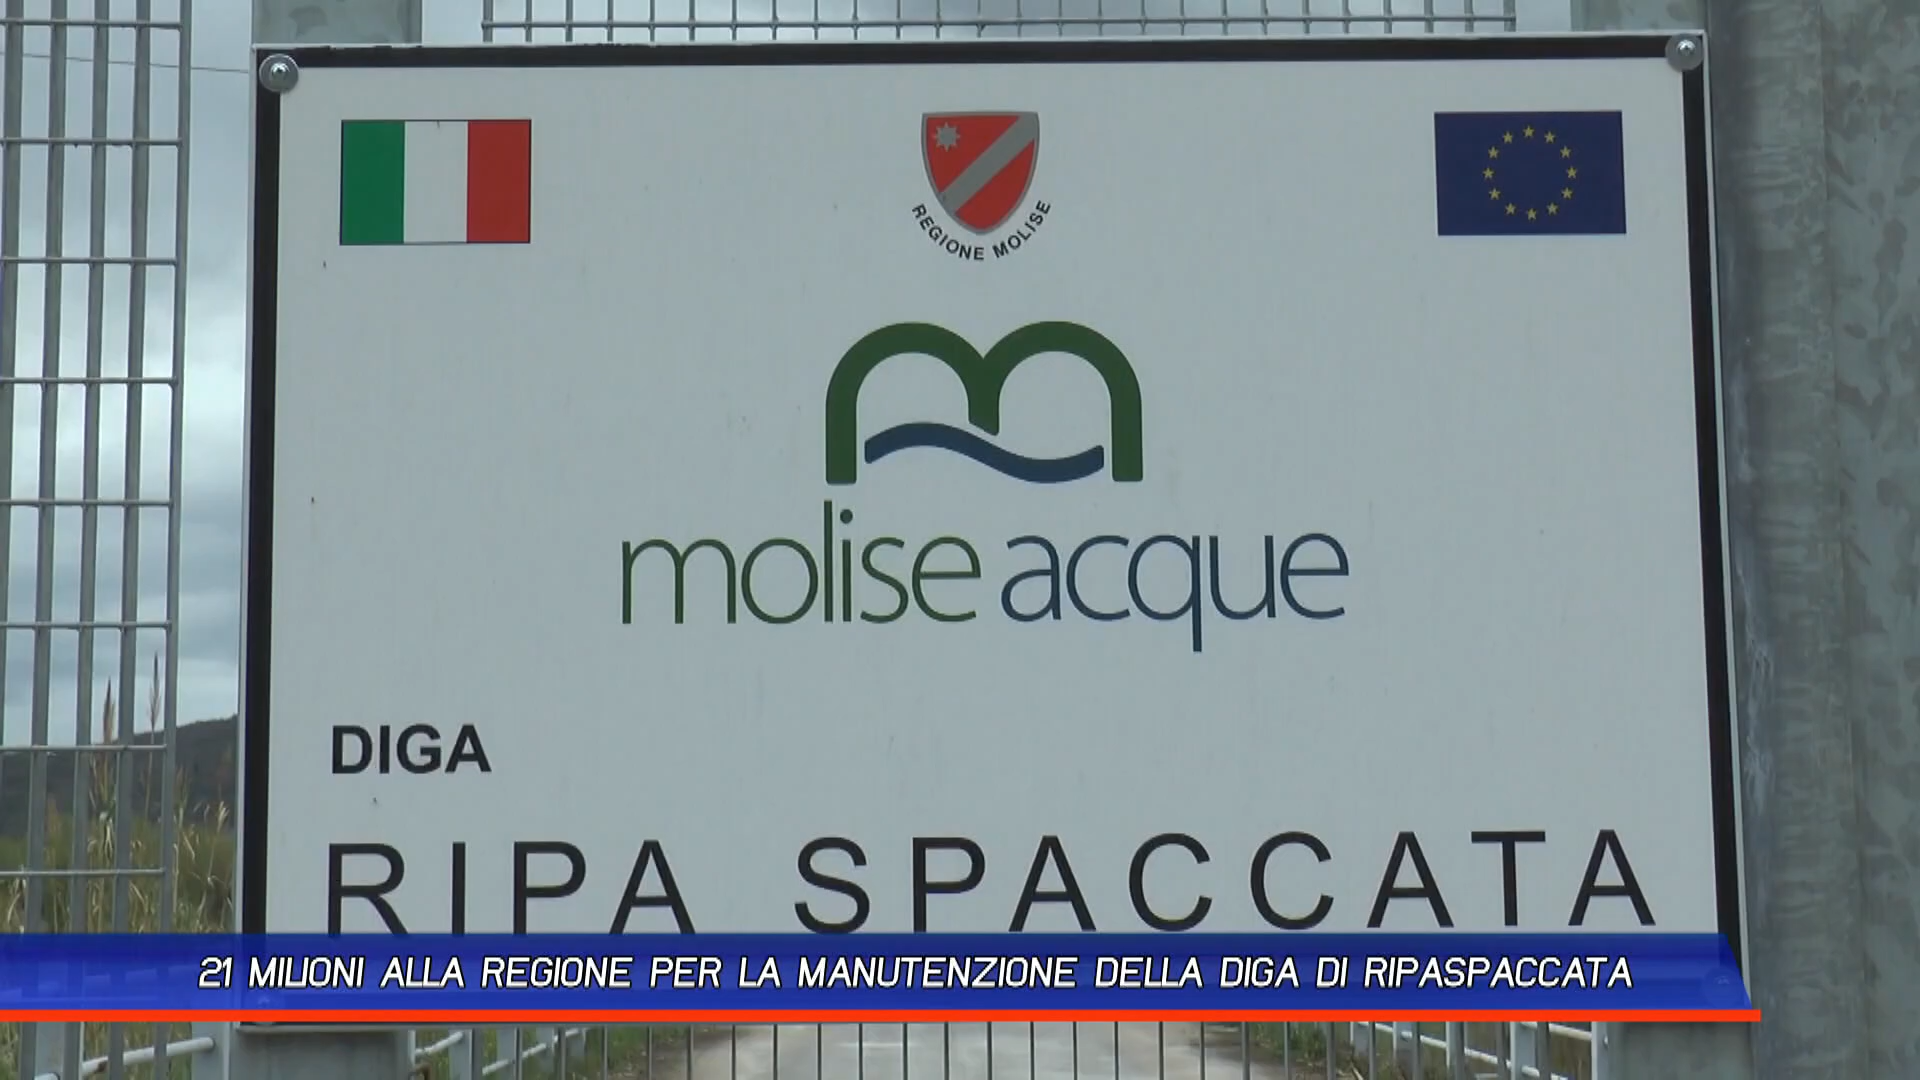 REGIONE MOLISE
molise acque
DIGA
RIPA SPACCATA
21 MILIONI ALLA REGIONE PER LA MANUTENZIONE DELLA DIGA DI RIPASPACCATA